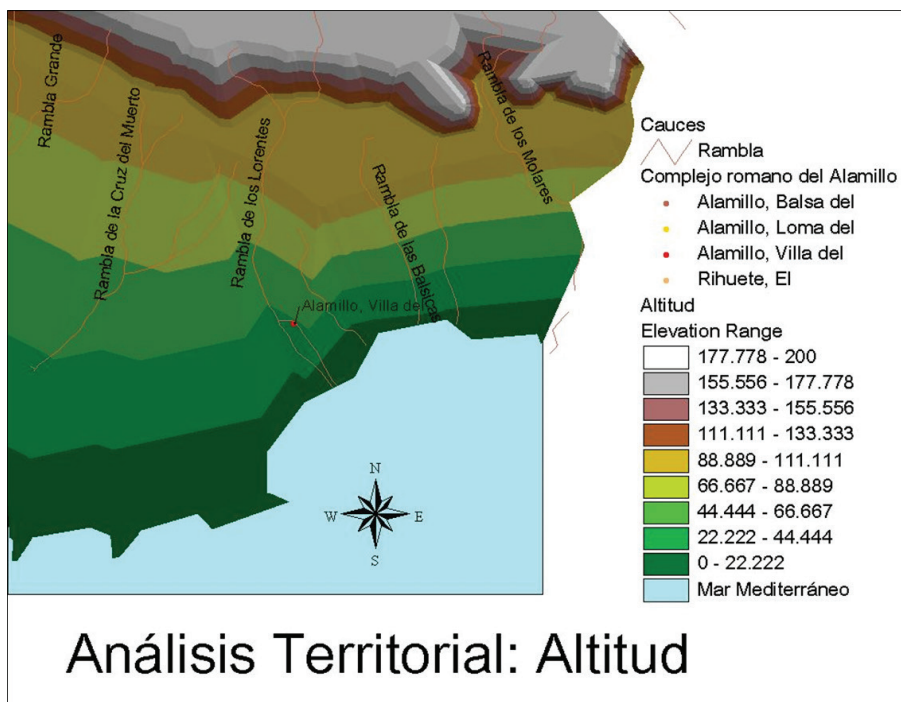 Rambla Grande
Rambla de la Cruz del Muerto
Rambla de los Lorentes
Rambla de las Balsicas
Rambla de los Molares
Alamillo, Villa del
N
W
E
S
Cauces
Rambla
Complejo romano del Alamillo
Alamillo, Balsa del
Alamillo, Loma del
Alamillo, Villa del
Rihuete, El
Altitud
Elevation Range
177.778 - 200
155.556 - 177.778
133.333 - 155.556
111.111 - 133.333
88.889 - 111.111
66.667 - 88.889
44.444 - 66.667
22.222 - 44.444
0 - 22.222
Mar Mediterráneo
Análisis Territorial: Altitud